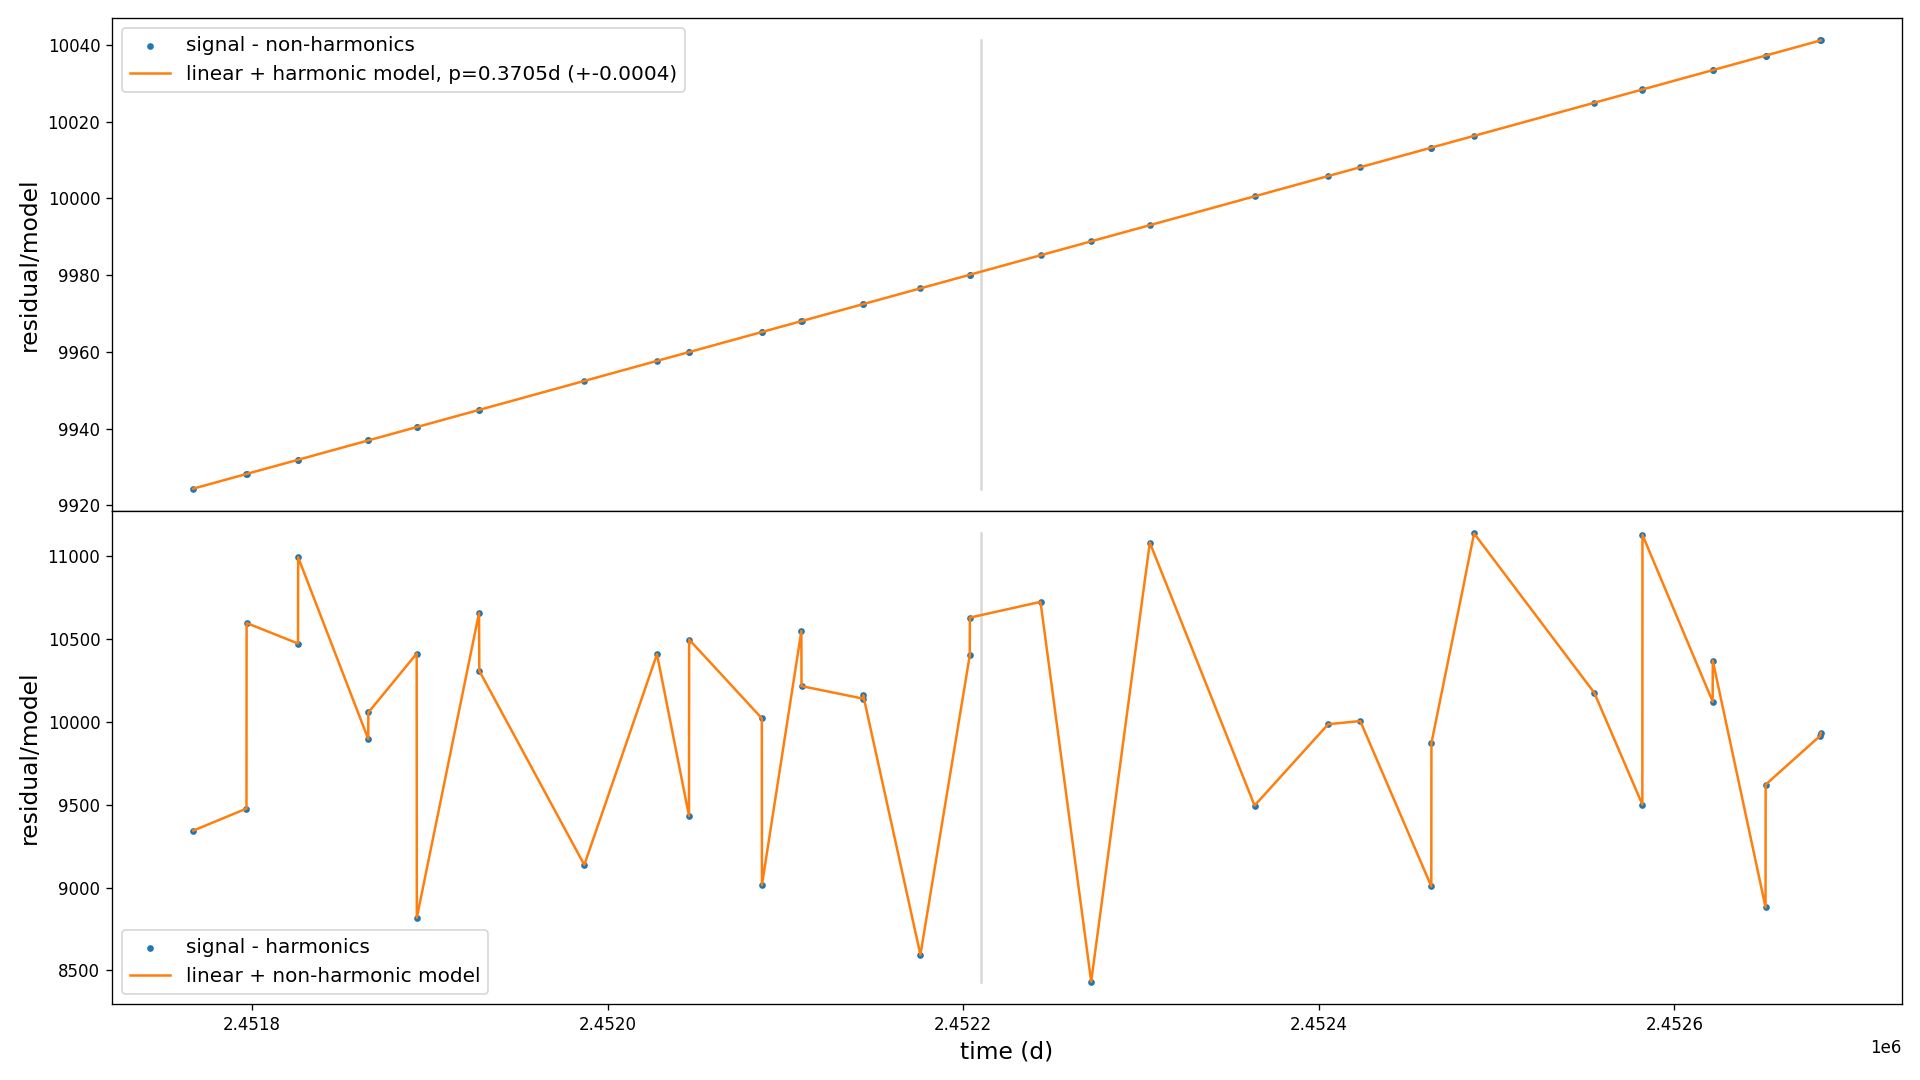 signal - non-harmonics
linear + harmonic model, p=0.3705d (+-0.0004)
10040
10020
10000
9980
9960
9940
9920
residual/model
11000
10500
10000
9500
9000
8500
residual/model
signal - harmonics
linear + non-harmonic model
2.4518 2.4520 2.4522 2.4524 2.4526
1e6
time (d)